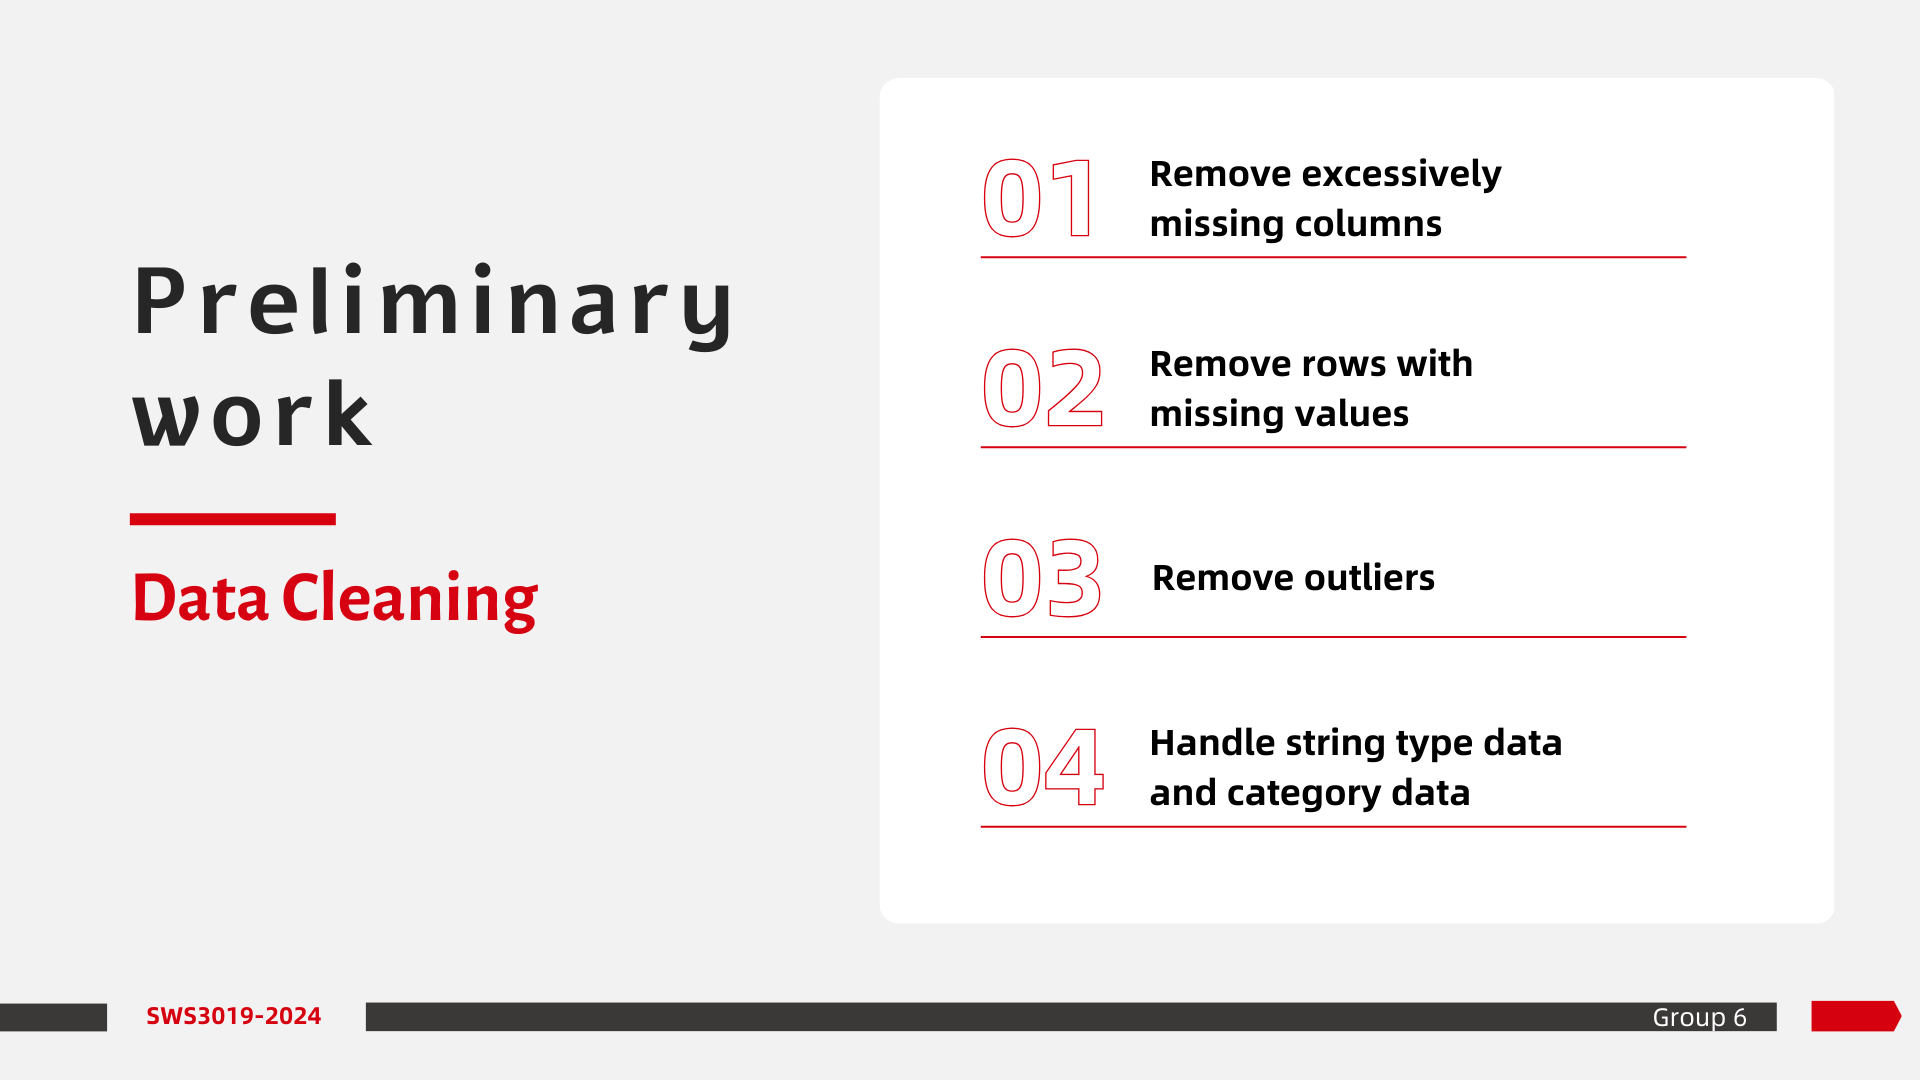 Preliminary
work
Data Cleaning
01
Remove excessively
missing columns
02
Remove rows with
missing values
03
Remove outliers
04
Handle string type data
and category data
SWS3019-2024
Group 6